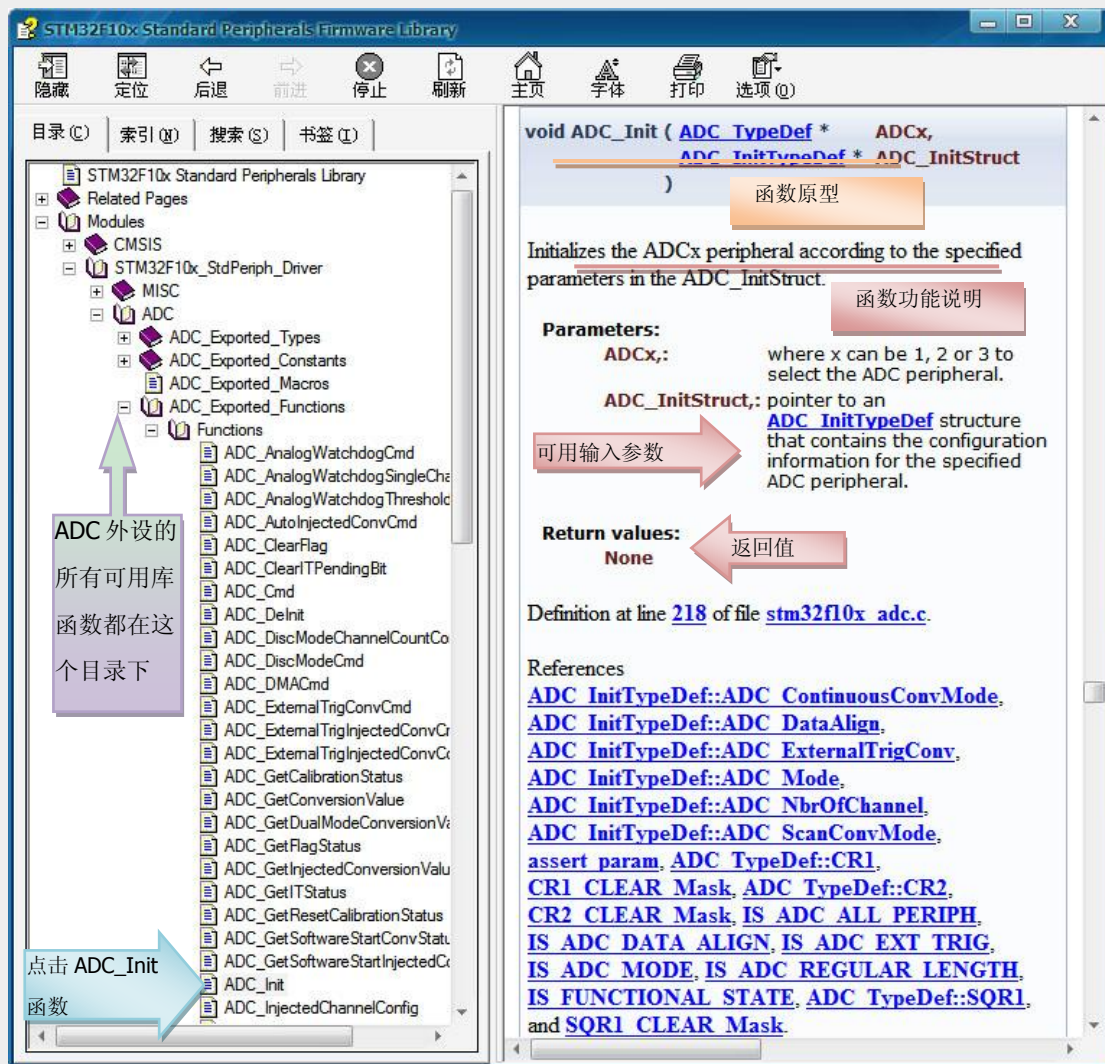 STM32F10x Standard Peripherals Firmware Library
隐藏 定位 后退 前进 停止 刷新 主页 字体 打印 选项(O)
目录(C) 索引(N) 搜索(S) 书签(I)
STM32F10x Standard Peripherals Library
Related Pages
Modules
CMSIS
STM32F10x_StdPeriph_Driver
MISC
ADC
ADC_Exported_Types
ADC_Exported_Constants
ADC_Exported_Macros
ADC_Exported_Functions
Functions
ADC_AnalogWatchdogCmd
ADC_AnalogWatchdogSingleCha
ADC_AnalogWatchdogThreshold
ADC_AutoInjectedConvCmd
ADC_ClearFlag
ADC_ClearITPendingBit
ADC_Cmd
ADC_DeInit
ADC_DiscModeChannelCountCo
ADC_DiscModeCmd
ADC_DMACmd
ADC_ExternalTrigConvCmd
ADC_ExternalTrigInjectedConvCr
ADC_ExternalTrigInjectedConvCo
ADC_GetCalibrationStatus
ADC_GetConversionValue
ADC_GetDualModeConversionVa
ADC_GetFlagStatus
ADC_GetInjectedConversionValu
ADC_GetITStatus
ADC_GetResetCalibrationStatus
ADC_GetSoftwareStartConvStatu
ADC_GetSoftwareStartInjectedCo
ADC_Init
ADC_InjectedChannelConfig
ADC 外设的
所有可用库
函数都在这
个目录下
点击 ADC_Init
函数
void ADC_Init ( ADC_TypeDef * ADCx,
ADC_InitTypeDef * ADC_InitStruct
)
函数原型
Initializes the ADCx peripheral according to the specified
parameters in the ADC_InitStruct.
函数功能说明
Parameters:
ADCx,: where x can be 1, 2 or 3 to
select the ADC peripheral.
ADC_InitStruct,: pointer to an
ADC_InitTypeDef structure
that contains the configuration
information for the specified
ADC peripheral.
可用输入参数
Return values:
None
返回值
Definition at line 218 of file stm32f10x_adc.c.
References
ADC_InitTypeDef::ADC_ContinuousConvMode,
ADC_InitTypeDef::ADC_DataAlign,
ADC_InitTypeDef::ADC_ExternalTrigConv,
ADC_InitTypeDef::ADC_Mode,
ADC_InitTypeDef::ADC_NbrOfChannel,
ADC_InitTypeDef::ADC_ScanConvMode,
assert_param, ADC_TypeDef::CR1,
CR1_CLEAR_Mask, ADC_TypeDef::CR2,
CR2_CLEAR_Mask, IS_ADC_ALL_PERIPH,
IS_ADC_DATA_ALIGN, IS_ADC_EXT_TRIG,
IS_ADC_MODE, IS_ADC_REGULAR_LENGTH,
IS_FUNCTIONAL_STATE, ADC_TypeDef::SQR1,
and SQR1_CLEAR_Mask.